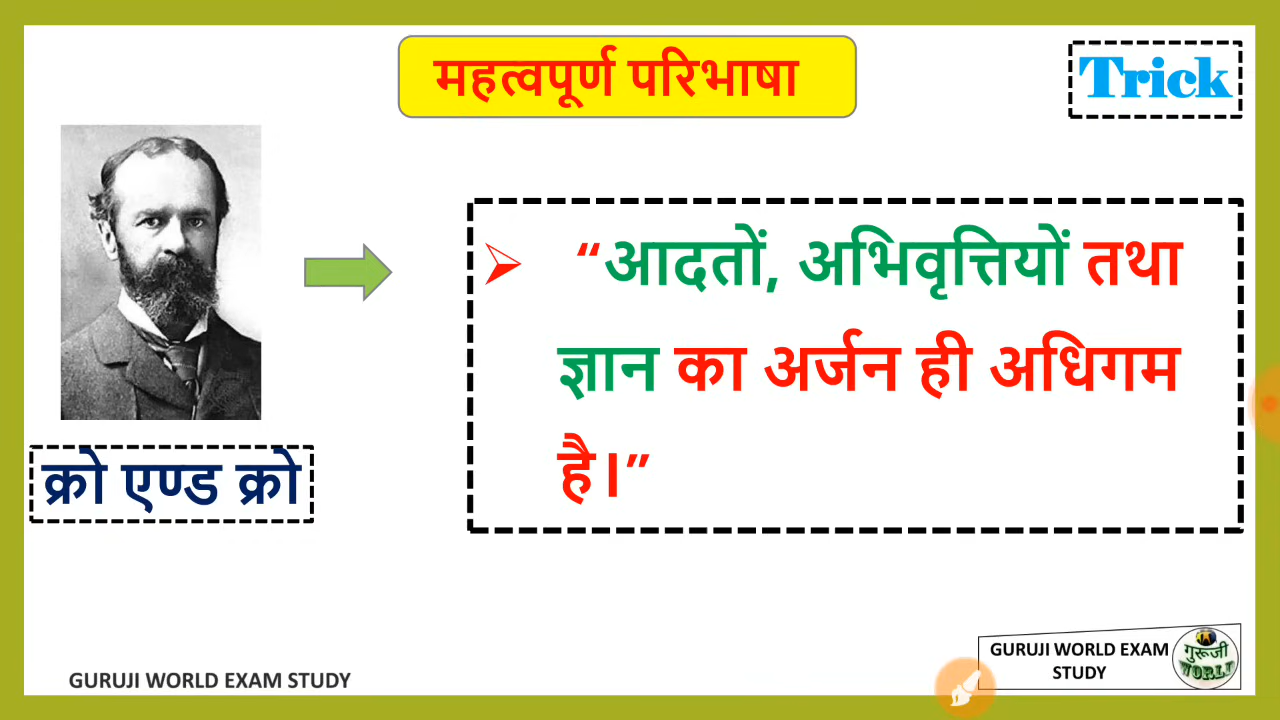 महत्वपूर्ण परिभाषा
Trick
“आदतों, अभिवृत्तियों तथा
ज्ञान का अर्जन ही अधिगम
है।”
क्रो एण्ड क्रो
GURUJI WORLD EXAM
STUDY
गुरूजी
WORLD
GURUJI WORLD EXAM STUDY